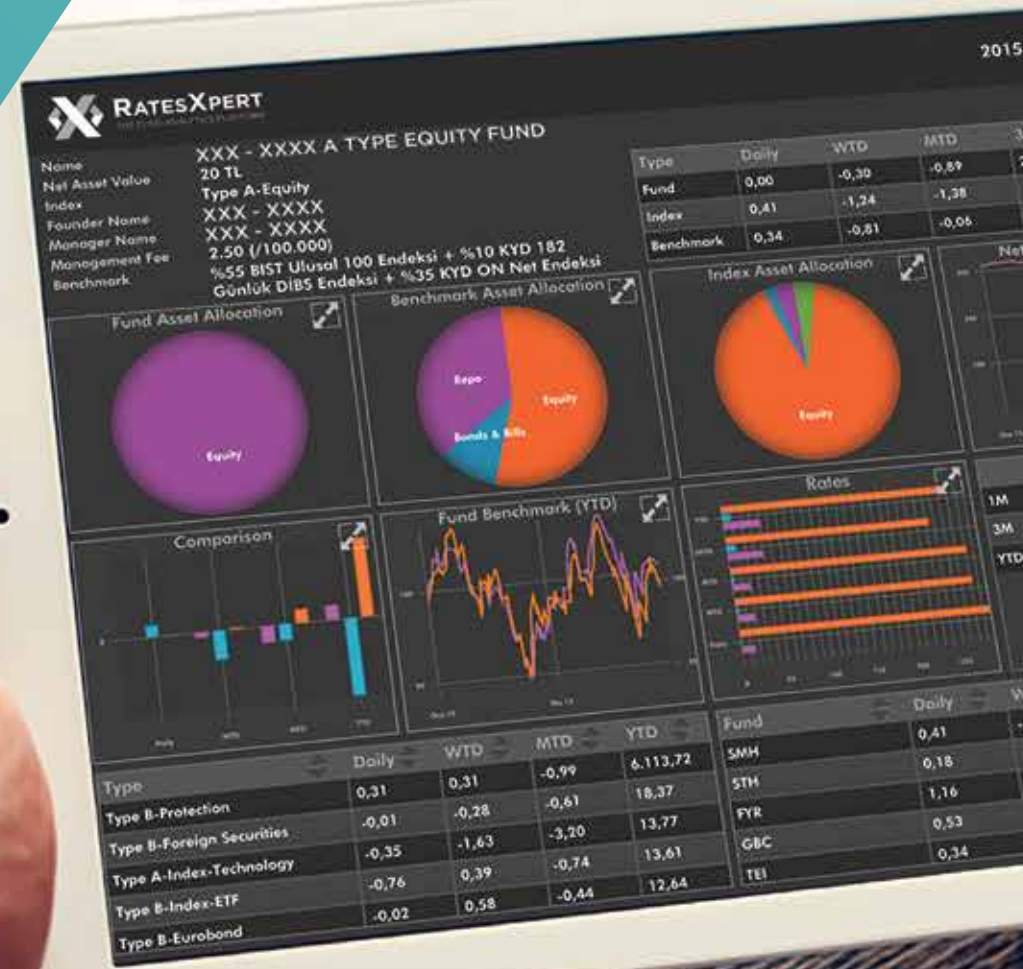 2015
RATESXPERT
Name XXX - XXXX A TYPE EQUITY FUND
Net Asset Value 20 TL
Index Type A-Equity
Founder Name XXX - XXXX
Manager Name XXX - XXXX
Management Fee 2.50 (/100.000)
Benchmark %55 BIST Ulusal 100 Endeksi + %10 KYD 182
Günlük DİBS Endeksi + %35 KYD ON Net Endeksi
Type Daily WTD MTD
Fund 0,00 -0,30 -0,89
Index 0,41 -1,24 -1,38
Benchmark 0,34 -0,81 -0,06
Fund Asset Allocation
Equity
Benchmark Asset Allocation
Repo
Equity
Bonds & Bills
Index Asset Allocation
Equity
Net
Comparison
Fund Benchmark (YTD)
Rates
1M
3M
YTD
Type Daily WTD MTD YTD
Type B-Protection 0,31 0,31 -0,99 6.113,72
Type B-Foreign Securities -0,01 -0,28 -0,61 18,37
Type A-Index-Technology -0,35 -1,63 -3,20 13,77
Type B-Index-ETF -0,76 0,39 -0,74 13,61
Type B-Eurobond -0,02 0,58 -0,44 12,64
Fund Daily
SMH 0,41
STH 0,18
FYR 1,16
GBC 0,53
TEI 0,34